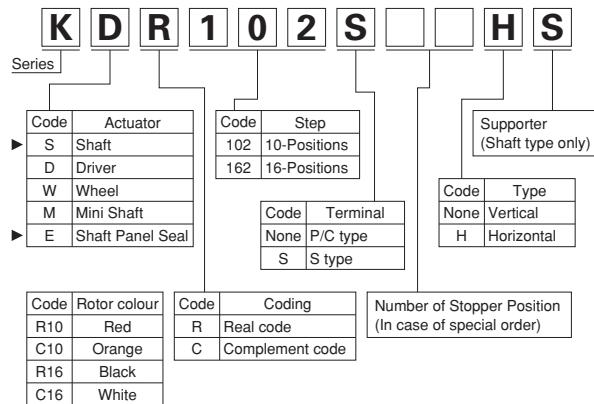 K D R 1 0 2 S H S
Series
Code Actuator
S Shaft
D Driver
W Wheel
M Mini Shaft
E Shaft Panel Seal
Code Step
102 10-Positions
162 16-Positions
Supporter
(Shaft type only)
Code Terminal
None P/C type
S S type
Code Type
None Vertical
H Horizontal
Code Rotor colour
R10 Red
C10 Orange
R16 Black
C16 White
Code Coding
R Real code
C Complement code
Number of Stopper Position
(In case of special order)